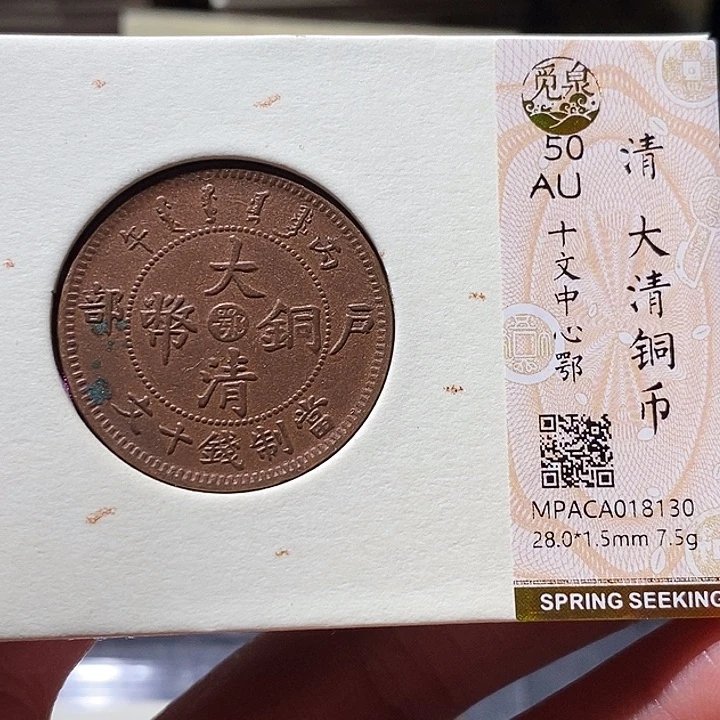 丙午
大清銅幣
鄂
戶部
當制錢十文
觅泉
50
AU
清 大清铜币
十文中心鄂
MPACA018130
28.0*1.5mm 7.5g
SPRING SEEKING